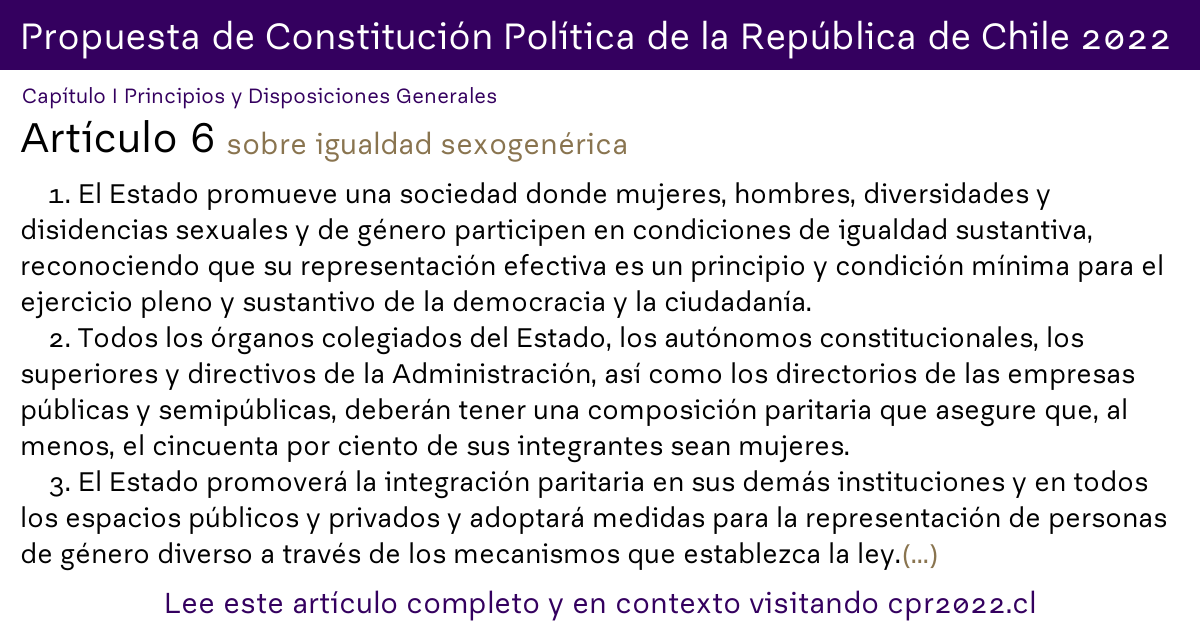 Propuesta de Constitución Política de la República de Chile 2022
Capítulo I Principios y Disposiciones Generales
Artículo 6 sobre igualdad sexogenérica
1. El Estado promueve una sociedad donde mujeres, hombres, diversidades y
disidencias sexuales y de género participen en condiciones de igualdad sustantiva,
reconociendo que su representación efectiva es un principio y condición mínima para el
ejercicio pleno y sustantivo de la democracia y la ciudadanía.
2. Todos los órganos colegiados del Estado, los autónomos constitucionales, los
superiores y directivos de la Administración, así como los directorios de las empresas
públicas y semipúblicas, deberán tener una composición paritaria que asegure que, al
menos, el cincuenta por ciento de sus integrantes sean mujeres.
3. El Estado promoverá la integración paritaria en sus demás instituciones y en todos
los espacios públicos y privados y adoptará medidas para la representación de personas
de género diverso a través de los mecanismos que establezca la ley.(...)
Lee este artículo completo y en contexto visitando cpr2022.cl